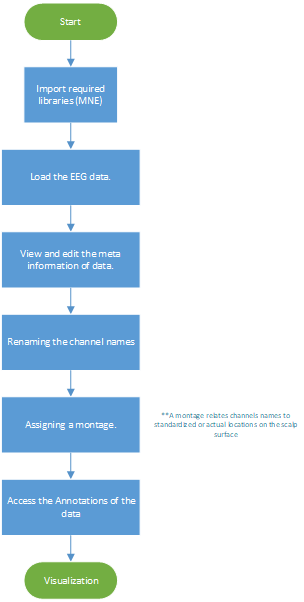 Start
Import required
libraries (MNE)
Load the EEG data.
View and edit the meta
information of data.
Renaming the channel names
Assigning a montage.
**A montage relates channels names to
standardized or actual locations on the scalp
surface
Access the Annotations of the
data
Visualization